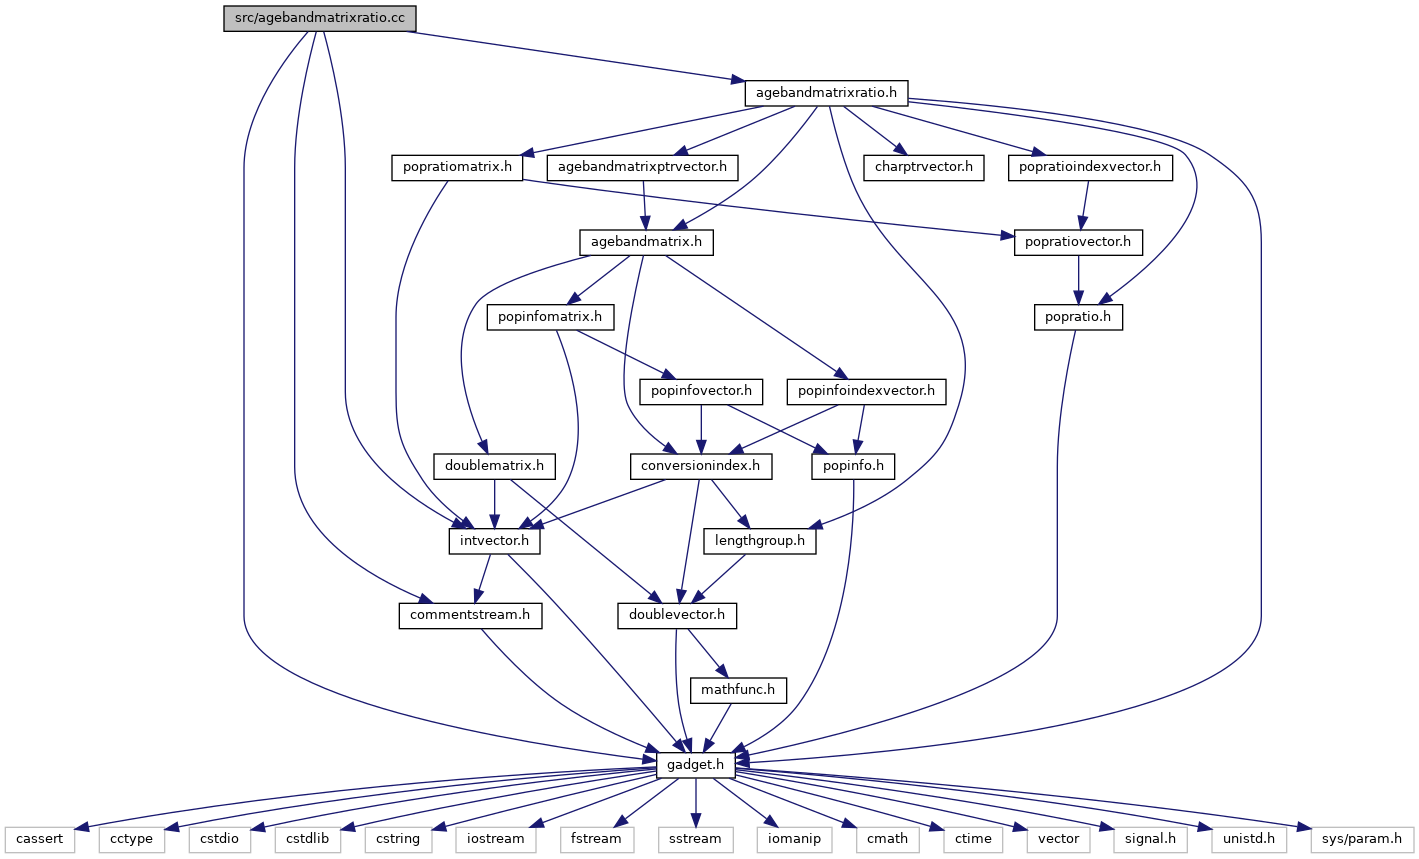 src/agebandmatrixratio.cc
agebandmatrixratio.h
popratiomatrix.h
agebandmatrixptrvector.h
charptrvector.h
popratioindexvector.h
agebandmatrix.h
popratiovector.h
popinfomatrix.h
popratio.h
popinfovector.h
popinfoindexvector.h
doublematrix.h
conversionindex.h
popinfo.h
intvector.h
lengthgroup.h
commentstream.h
doublevector.h
mathfunc.h
gadget.h
cassert
cctype
cstdio
cstdlib
cstring
iostream
fstream
sstream
iomanip
cmath
ctime
vector
signal.h
unistd.h
sys/param.h